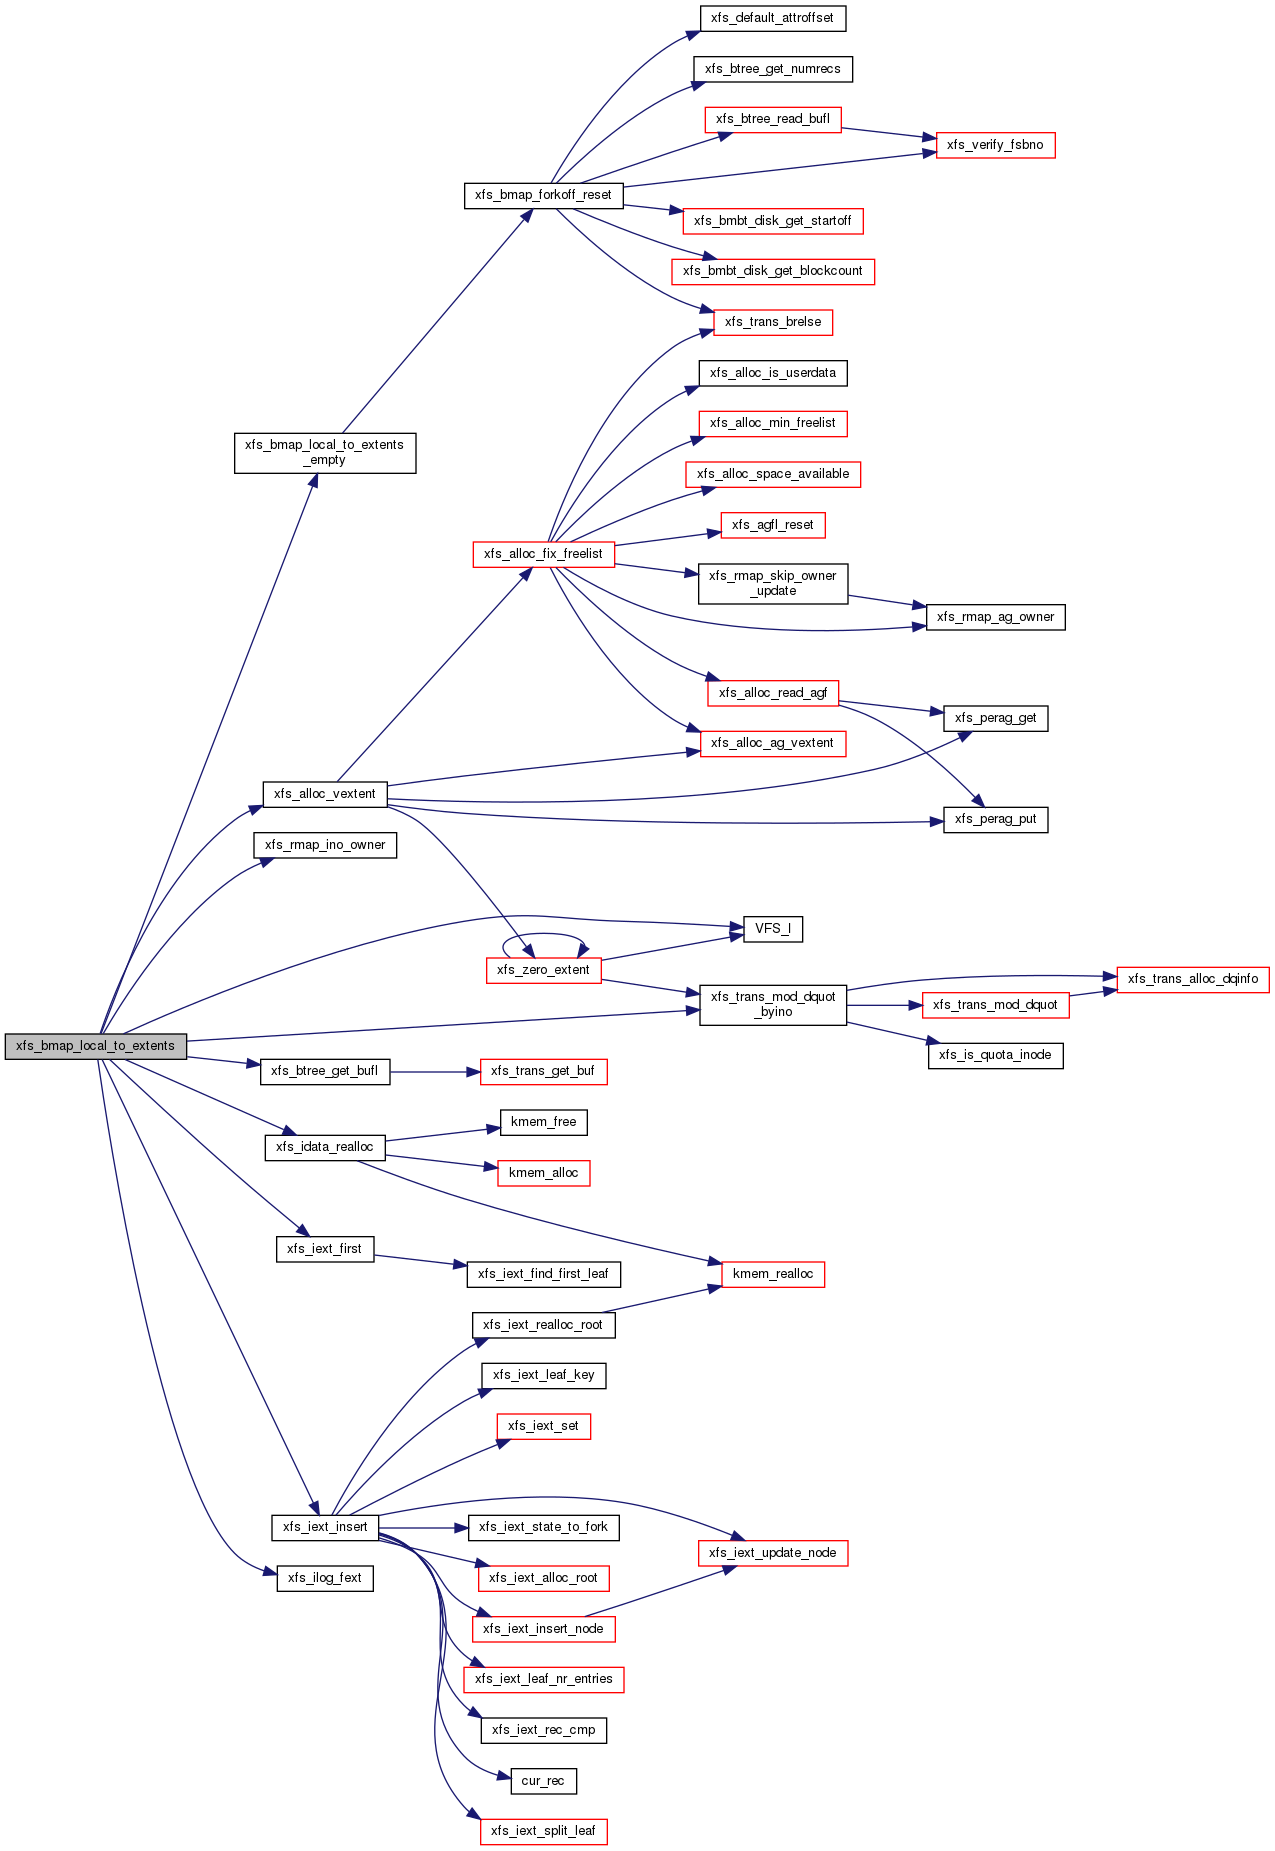 xfs_default_attroffset
xfs_btree_get_numrecs
xfs_btree_read_bufl
xfs_verify_fsbno
xfs_bmap_forkoff_reset
xfs_bmbt_disk_get_startoff
xfs_bmbt_disk_get_blockcount
xfs_trans_brelse
xfs_alloc_is_userdata
xfs_alloc_min_freelist
xfs_bmap_local_to_extents
_empty
xfs_alloc_space_available
xfs_agfl_reset
xfs_alloc_fix_freelist
xfs_rmap_skip_owner
_update
xfs_rmap_ag_owner
xfs_alloc_read_agf
xfs_perag_get
xfs_alloc_ag_vextent
xfs_alloc_vextent
xfs_perag_put
xfs_rmap_ino_owner
VFS_I
xfs_zero_extent
xfs_trans_mod_dquot
_byino
xfs_trans_alloc_dqinfo
xfs_trans_mod_dquot
xfs_bmap_local_to_extents
xfs_is_quota_inode
xfs_btree_get_bufl
xfs_trans_get_buf
kmem_free
xfs_idata_realloc
kmem_alloc
xfs_iext_first
xfs_iext_find_first_leaf
kmem_realloc
xfs_iext_realloc_root
xfs_iext_leaf_key
xfs_iext_set
xfs_iext_insert
xfs_iext_state_to_fork
xfs_iext_update_node
xfs_ilog_fext
xfs_iext_alloc_root
xfs_iext_insert_node
xfs_iext_leaf_nr_entries
xfs_iext_rec_cmp
cur_rec
xfs_iext_split_leaf